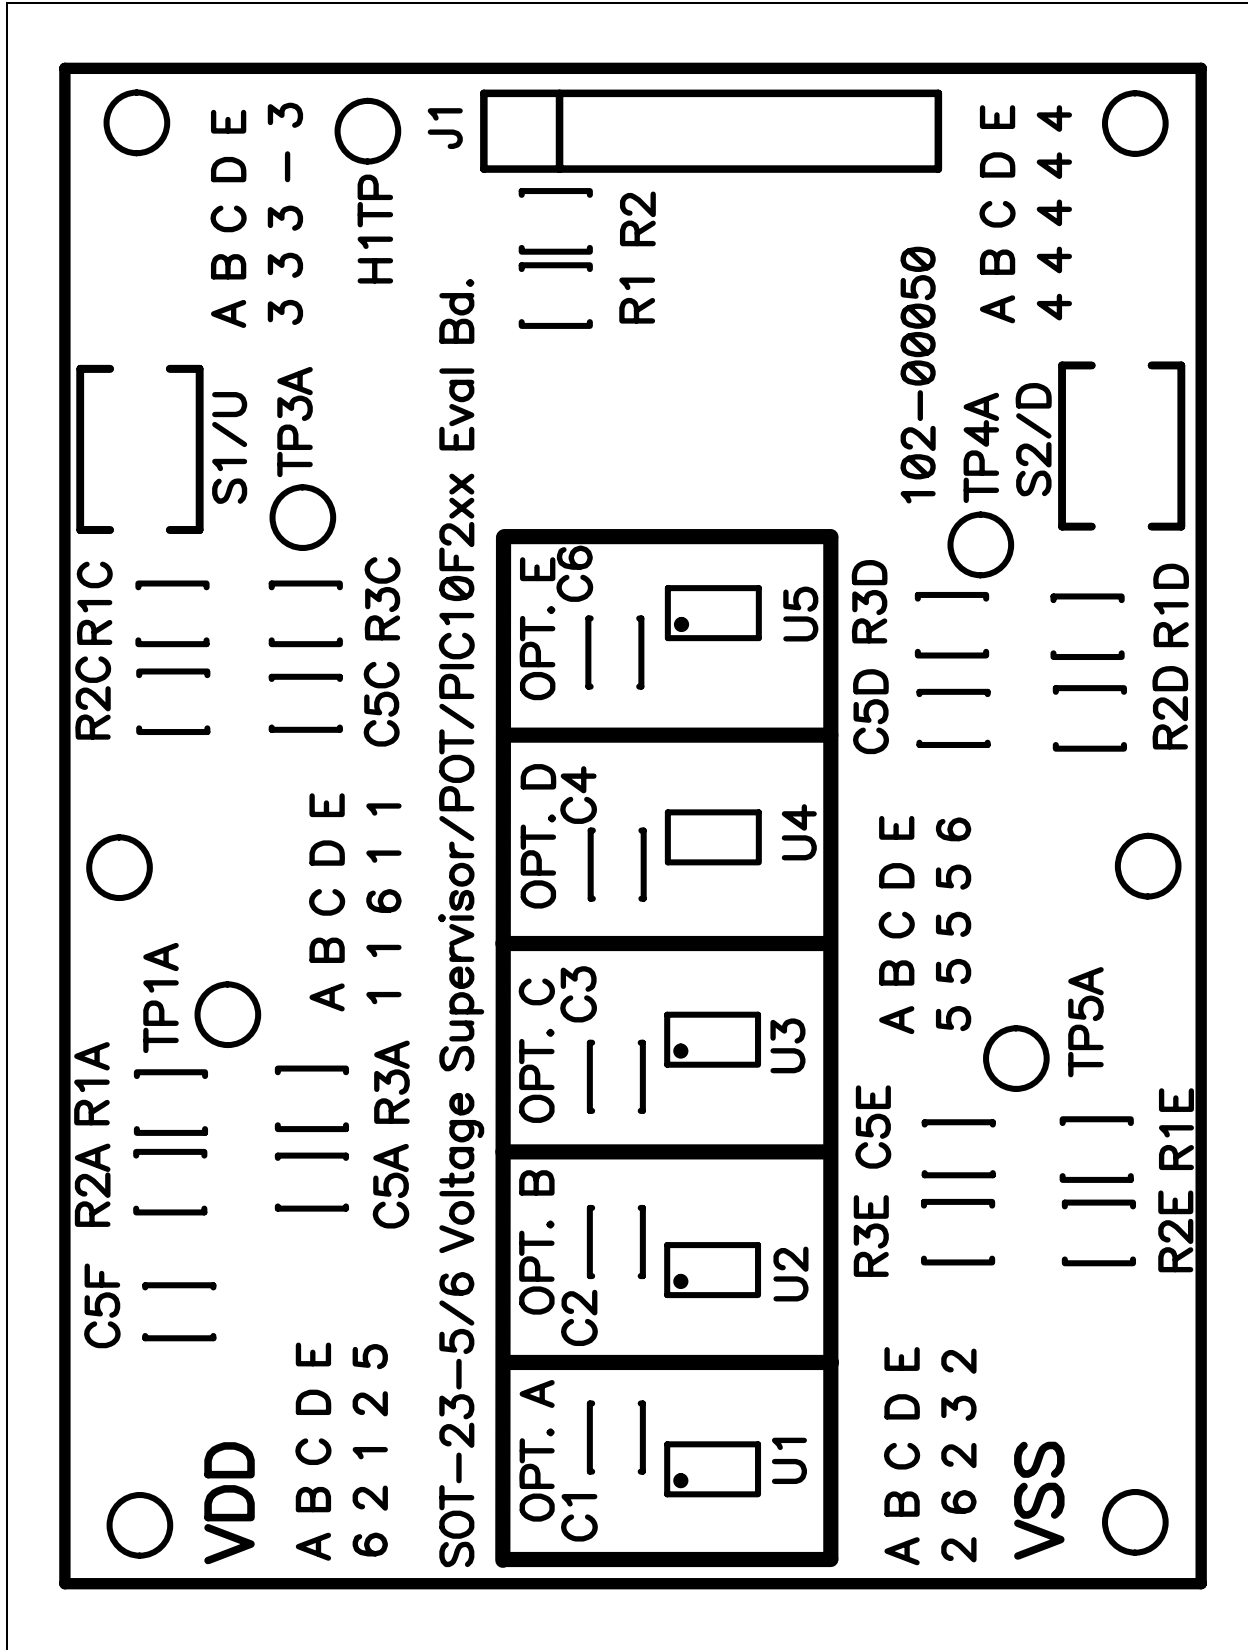 C5F
R2A R1A
R2C R1C
TP1A
VDD
S1/U
A B C D E
3 3 3 - 3
TP3A
A B C D E
6 2 1 2 5
A B C D E
1 1 6 1 1
C5A R3A
C5C R3C
H1TP
J1
SOT-23-5/6 Voltage Supervisor/POT/PIC10F2xx Eval Bd.
OPT. A
C1
U1
OPT. B
C2
U2
OPT. C
C3
U3
OPT. D
C4
U4
OPT. E
C6
U5
R1 R2
R3E C5E
C5D R3D
102-00050
A B C D E
2 6 2 3 2
A B C D E
5 5 5 5 6
TP4A
A B C D E
4 4 4 4 4
VSS
TP5A
S2/D
R2E R1E
R2D R1D